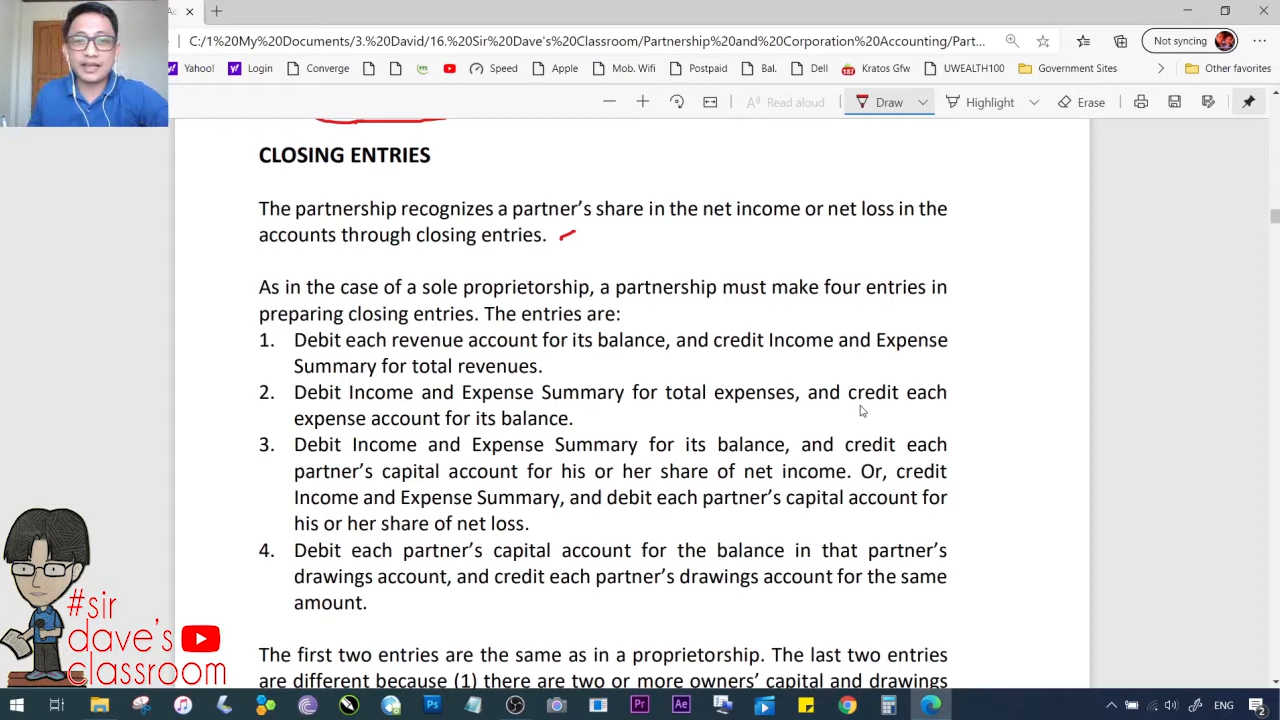 C:/1%20My%20Documents/3.%20David/16.%20Sir%20Dave's%20Classroom/Partnership%20and%20Corporation%20Accounting/Part...
Not syncing
Yahoo!
Login
Converge
Speed
Apple
Mob. Wifi
Postpaid
Bal.
Dell
Kratos Gfw
UWEALTH100
Government Sites
Other favorites
Read aloud
Draw
Highlight
Erase
CLOSING ENTRIES
The partnership recognizes a partner’s share in the net income or net loss in the
accounts through closing entries.
As in the case of a sole proprietorship, a partnership must make four entries in
preparing closing entries. The entries are:
1. Debit each revenue account for its balance, and credit Income and Expense
Summary for total revenues.
2. Debit Income and Expense Summary for total expenses, and credit each
expense account for its balance.
3. Debit Income and Expense Summary for its balance, and credit each
partner’s capital account for his or her share of net income. Or, credit
Income and Expense Summary, and debit each partner’s capital account for
his or her share of net loss.
4. Debit each partner’s capital account for the balance in that partner’s
drawings account, and credit each partner’s drawings account for the same
amount.
The first two entries are the same as in a proprietorship. The last two entries
are different because (1) there are two or more owners’ capital and drawings
#sir
dave's
classroom
ENG
2